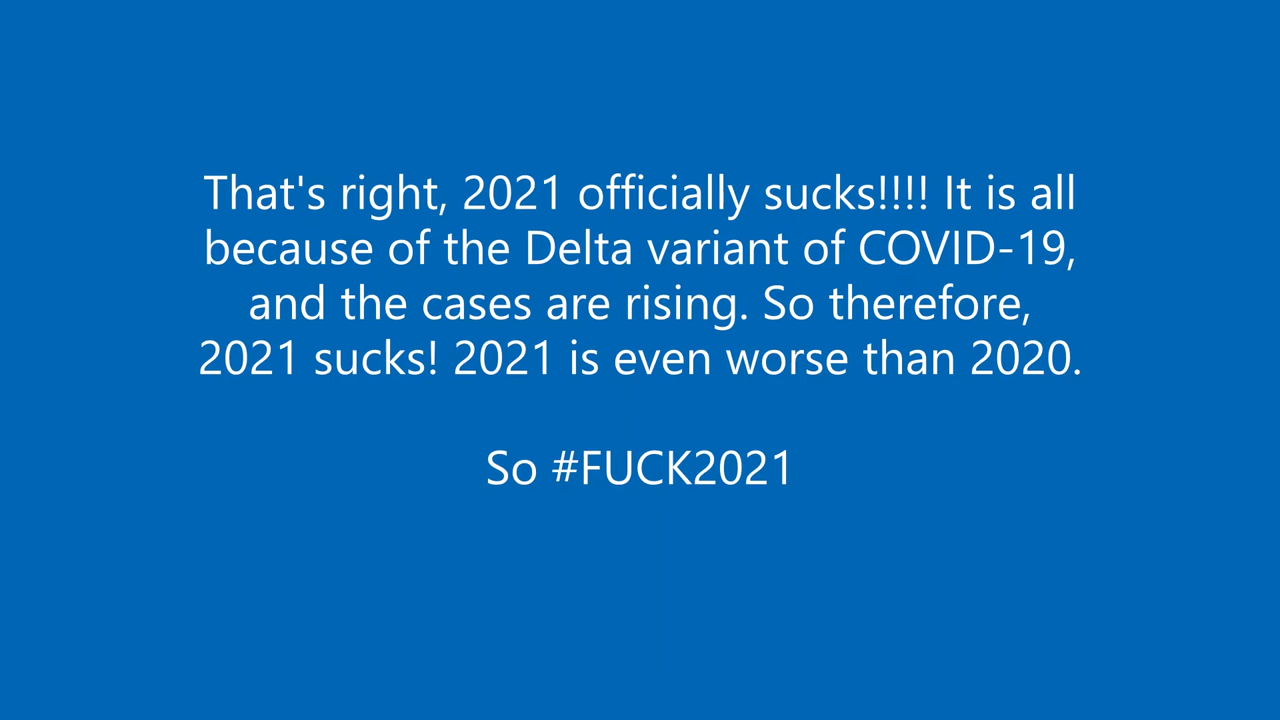 That's right, 2021 officially sucks!!!! It is all
because of the Delta variant of COVID-19,
and the cases are rising. So therefore,
2021 sucks! 2021 is even worse than 2020.
So #FUCK2021